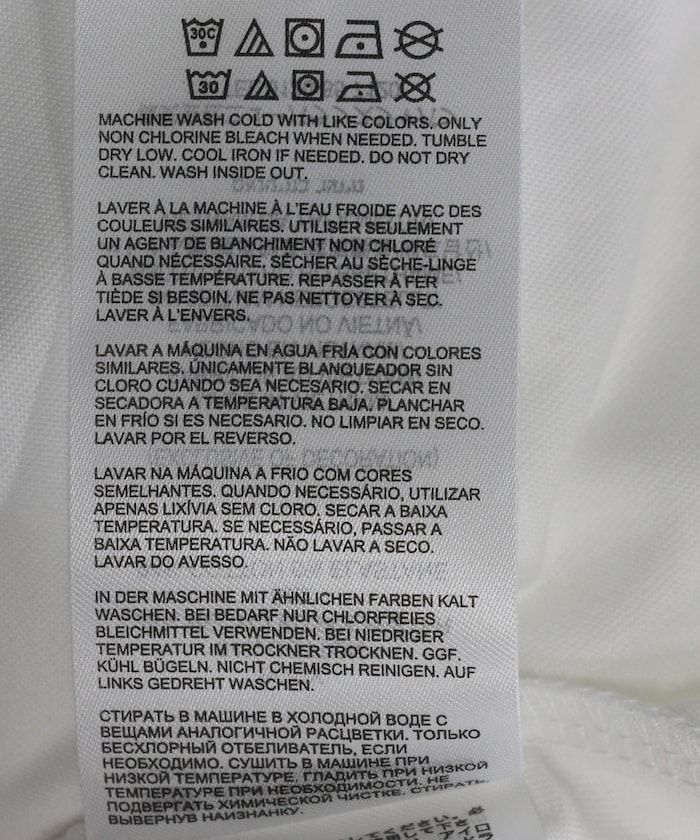 30C
30
MACHINE WASH COLD WITH LIKE COLORS. ONLY
NON CHLORINE BLEACH WHEN NEEDED. TUMBLE
DRY LOW. COOL IRON IF NEEDED. DO NOT DRY
CLEAN. WASH INSIDE OUT.
LAVER À LA MACHINE À L'EAU FROIDE AVEC DES
COULEURS SIMILAIRES. UTILISER SEULEMENT
UN AGENT DE BLANCHIMENT NON CHLORÉ
QUAND NÉCESSAIRE. SÉCHER AU SÈCHE-LINGE
À BASSE TEMPÉRATURE. REPASSER À FER
TIÈDE SI BESOIN. NE PAS NETTOYER À SEC.
LAVER À L'ENVERS.
LAVAR A MÁQUINA EN AGUA FRÍA CON COLORES
SIMILARES. ÚNICAMENTE BLANQUEADOR SIN
CLORO CUANDO SEA NECESARIO. SECAR EN
SECADORA A TEMPERATURA BAJA. PLANCHAR
EN FRÍO SI ES NECESARIO. NO LIMPIAR EN SECO.
LAVAR POR EL REVERSO.
LAVAR NA MÁQUINA A FRIO COM CORES
SEMELHANTES. QUANDO NECESSÁRIO, UTILIZAR
APENAS LIXÍVIA SEM CLORO. SECAR A BAIXA
TEMPERATURA. SE NECESSÁRIO, PASSAR A
BAIXA TEMPERATURA. NÃO LAVAR A SECO.
LAVAR DO AVESSO.
IN DER MASCHINE MIT ÄHNLICHEN FARBEN KALT
WASCHEN. BEI BEDARF NUR CHLORFREIES
BLEICHMITTEL VERWENDEN. BEI NIEDRIGER
TEMPERATUR IM TROCKNER TROCKNEN. GGF.
KÜHL BÜGELN. NICHT CHEMISCH REINIGEN. AUF
LINKS GEDREHT WASCHEN.
СТИРАТЬ В МАШИНЕ В ХОЛОДНОЙ ВОДЕ С
ВЕЩАМИ АНАЛОГИЧНОЙ РАСЦВЕТКИ. ТОЛЬКО
БЕСХЛОРНЫЙ ОТБЕЛИВАТЕЛЬ, ЕСЛИ
НЕОБХОДИМО. СУШИТЬ В МАШИНЕ ПРИ
НИЗКОЙ ТЕМПЕРАТУРЕ. ГЛАДИТЬ ПРИ НИЗКОЙ
ТЕМПЕРАТУРЕ ПРИ НЕОБХОДИМОСТИ. НЕ
ПОДВЕРГАТЬ ХИМИЧЕСКОЙ ЧИСТКЕ. СТИРАТЬ,
ВЫВЕРНУВ НАИЗНАНКУ.